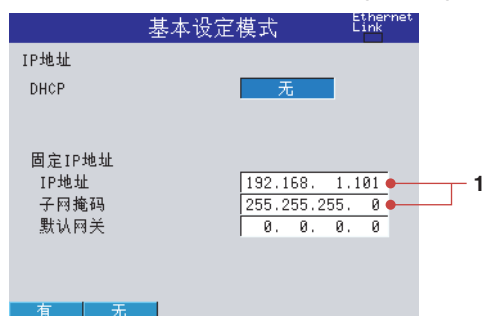 基本设定模式
Ethernet
Link
IP地址
DHCP 无
固定IP地址
IP地址 192.168. 1.101
子网掩码 255.255.255. 0
默认网关 0. 0. 0. 0
1
有 无